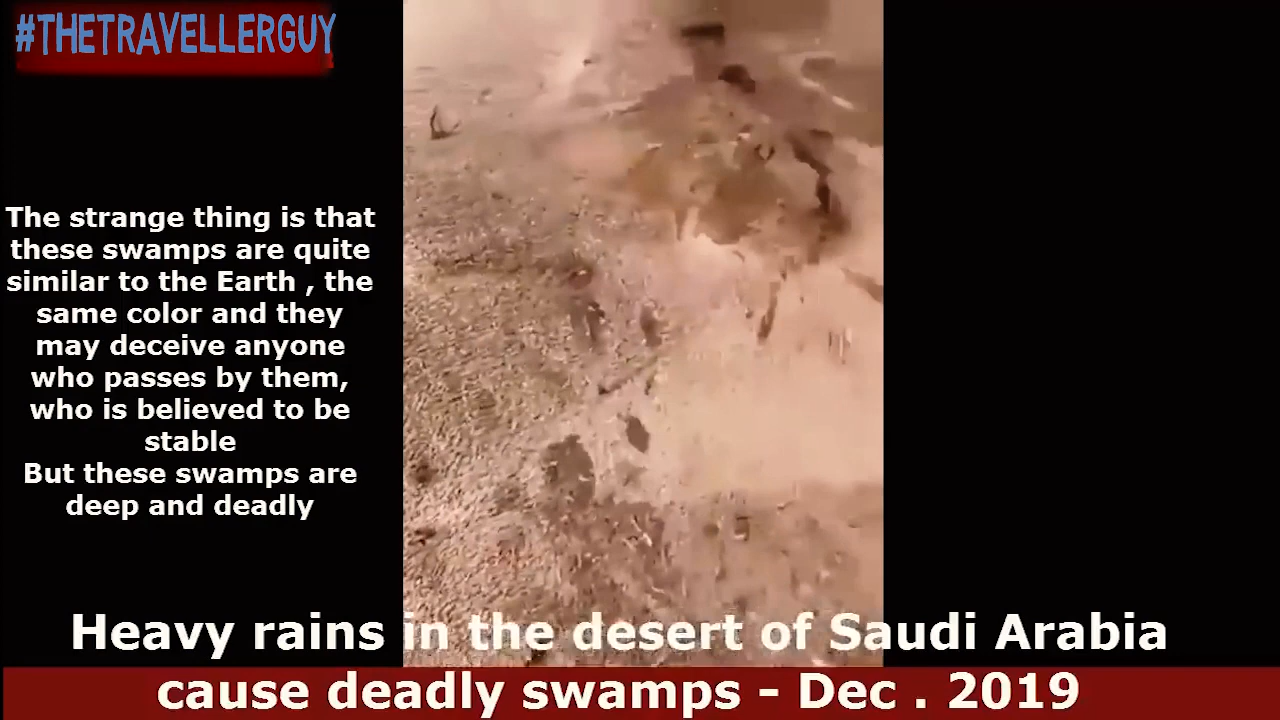 #THETRAVELLERGUY
The strange thing is that
these swamps are quite
similar to the Earth , the
same color and they
may deceive anyone
who passes by them,
who is believed to be
stable
But these swamps are
deep and deadly
Heavy rains in the desert of Saudi Arabia
cause deadly swamps - Dec . 2019